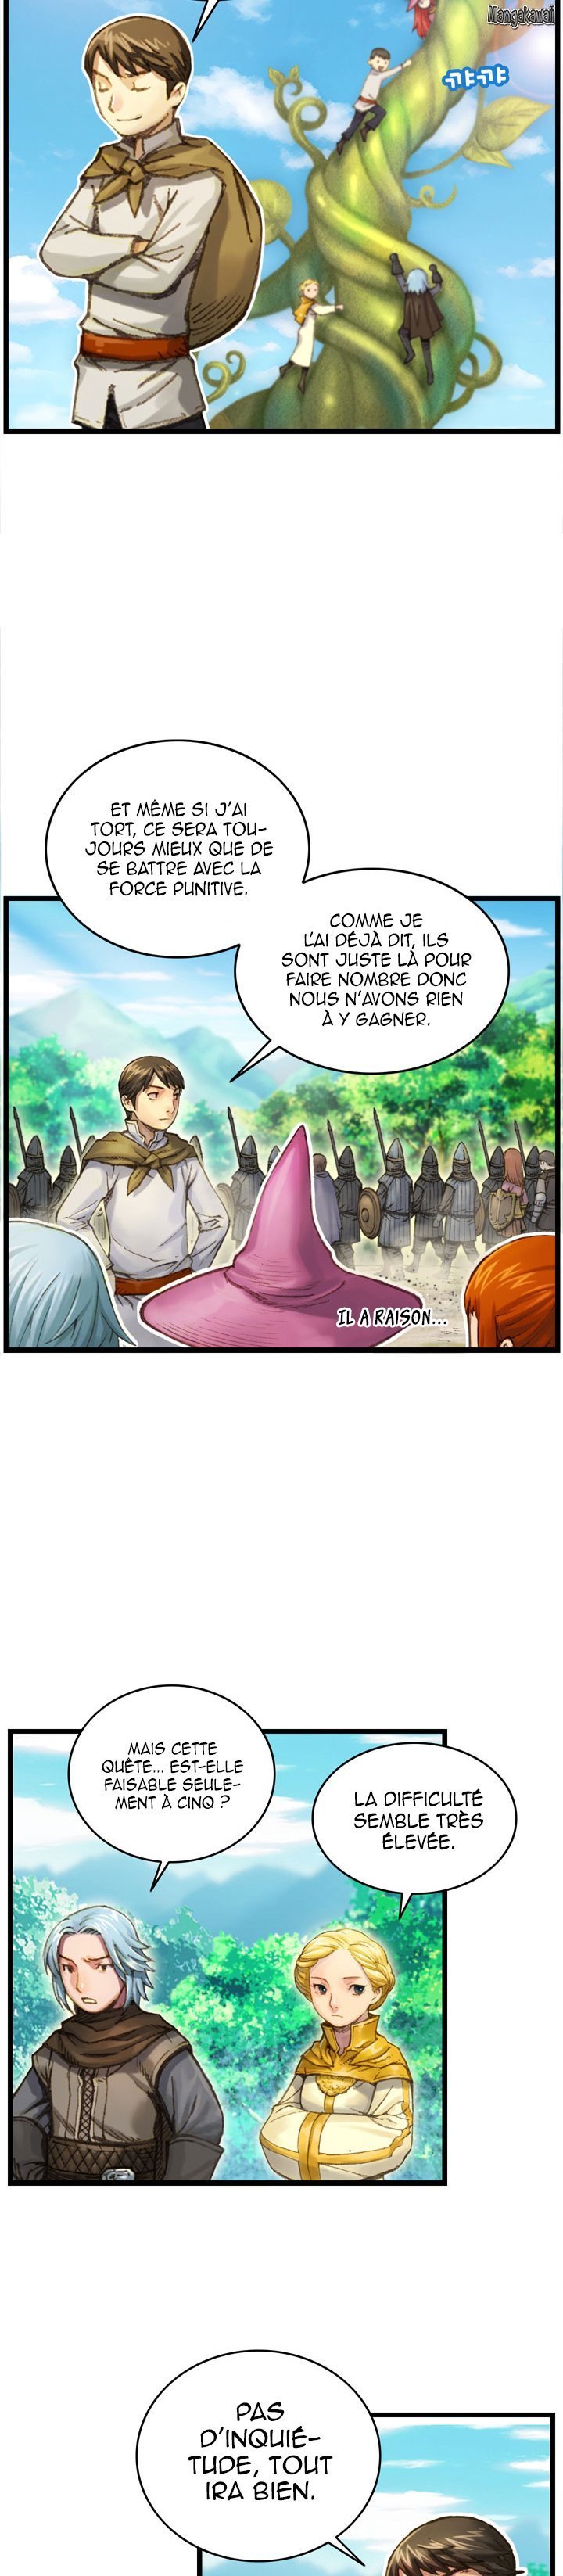 Mangakawaii
꺄꺄
ET MÊME SI J'AI
TORT, CE SERA TOU-
JOURS MIEUX QUE DE
SE BATTRE AVEC LA
FORCE PUNITIVE.
COMME JE
L'AI DÉJÀ DIT, ILS
SONT JUSTE LÀ POUR
FAIRE NOMBRE DONC
NOUS N'AVONS RIEN
À Y GAGNER.
IL A RAISON...
MAIS CETTE
QUÊTE... EST-ELLE
FAISABLE SEULE-
MENT À CINQ ?
LA DIFFICULTÉ
SEMBLE TRÈS
ÉLEVÉE.
PAS
D'INQUIÉ-
TUDE, TOUT
IRA BIEN.